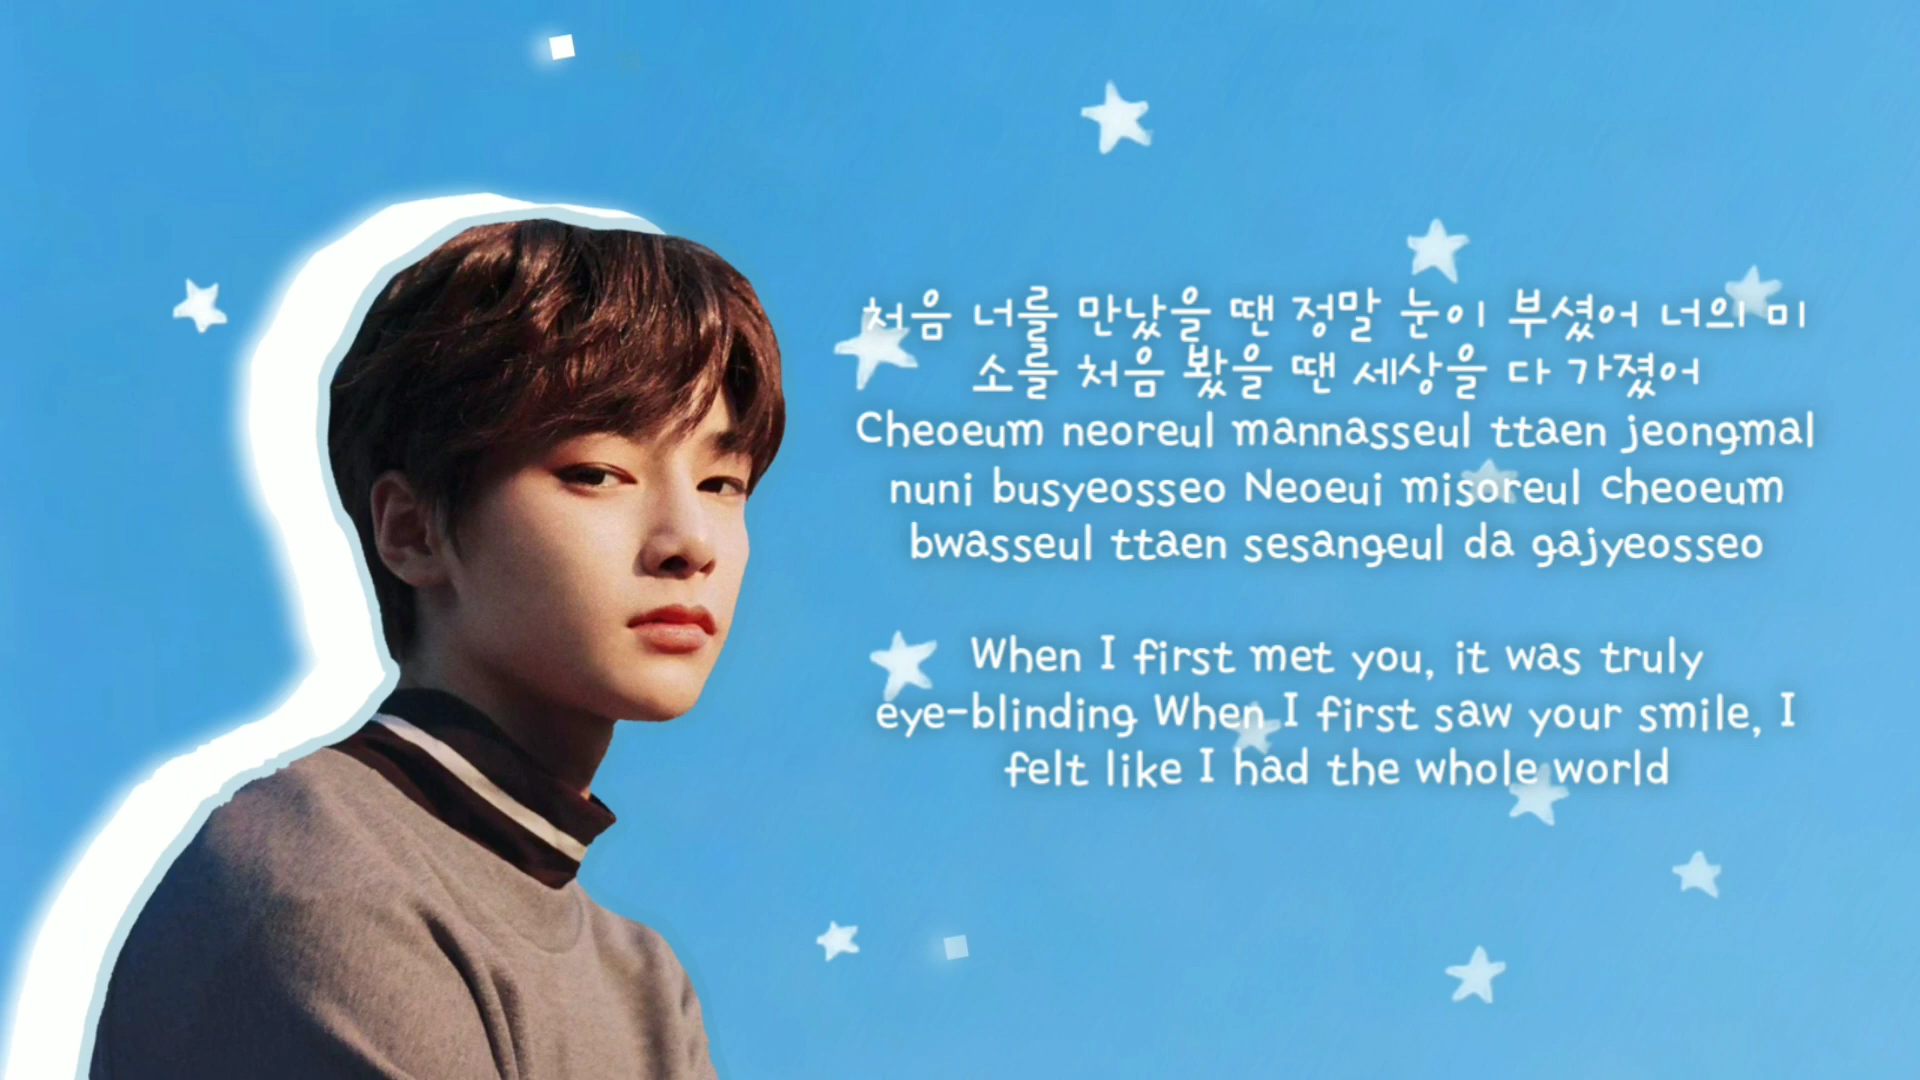 처음 너를 만났을 땐 정말 눈이 부셨어 너의 미
소를 처음 봤을 땐 세상을 다 가졌어
Cheoeum neoreul mannasseul ttaen jeongmal
nuni busyeosseo Neoeui misoreul cheoeum
bwasseul ttaen sesangeul da gajyeosseo
When I first met you, it was truly
eye-blinding When I first saw your smile, I
felt like I had the whole world